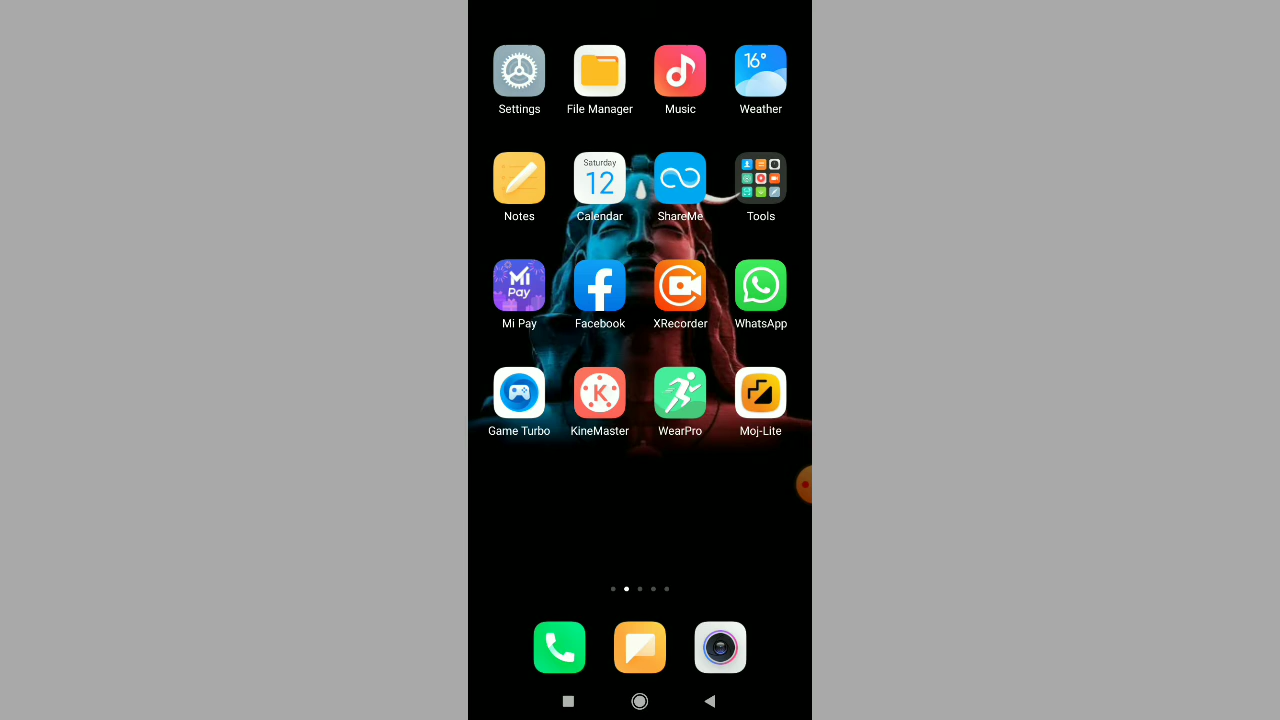 16°
Settings
File Manager
Music
Weather
Saturday
12
Notes
Calendar
ShareMe
Tools
Mi
Pay
Mi Pay
Facebook
XRecorder
WhatsApp
K
Game Turbo
KineMaster
WearPro
Moj-Lite